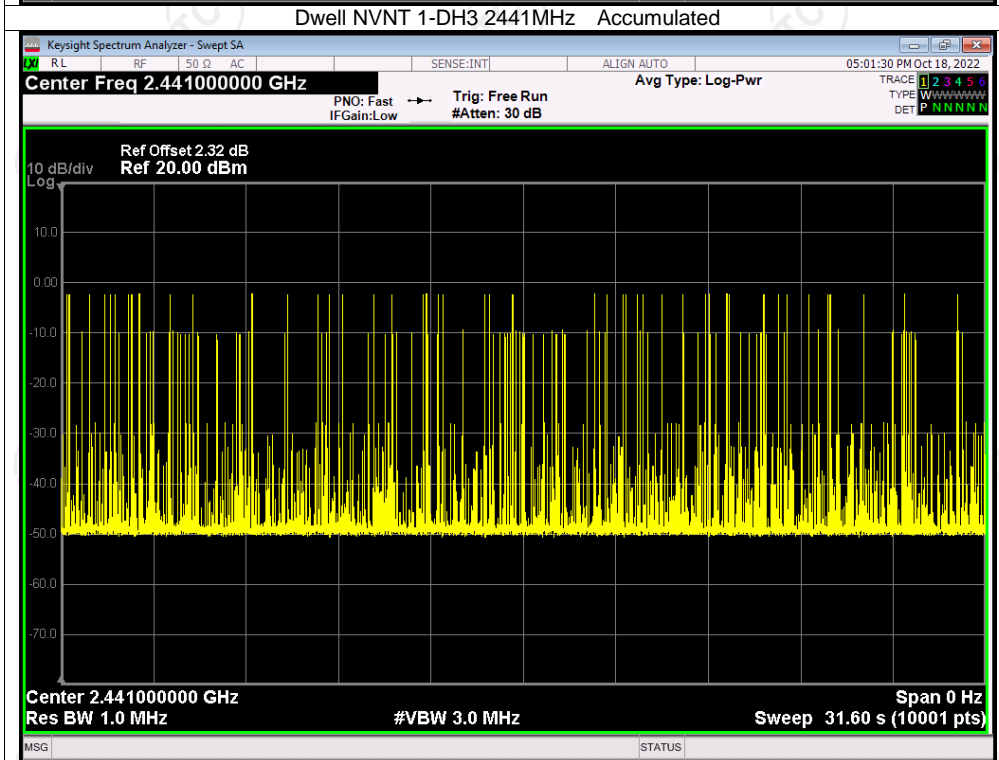 Dwell NVNT 1-DH3 2441MHz Accumulated
Keysight Spectrum Analyzer - Swept SA
LXI RL RF 50 Ω AC SENSE:INT ALIGN AUTO 05:01:30 PM Oct 18, 2022
Center Freq 2.441000000 GHz Avg Type: Log-Pwr TRACE 1 2 3 4 5 6
PNO: Fast Trig: Free Run TYPE WWWWWW
IFGain:Low #Atten: 30 dB DET P N N N N N
Ref Offset 2.32 dB
10 dB/div Ref 20.00 dBm
Log
10.0
0.00
-10.0
-20.0
-30.0
-40.0
-50.0
-60.0
-70.0
Center 2.441000000 GHz Span 0 Hz
Res BW 1.0 MHz #VBW 3.0 MHz Sweep 31.60 s (10001 pts)
MSG STATUS